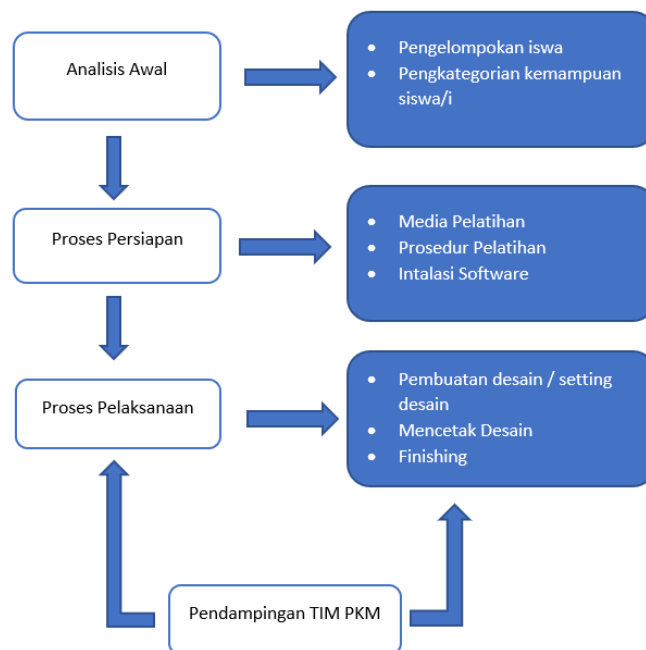 Analisis Awal
• Pengelompokan iswa
• Pengkategorian kemampuan
siswa/i
Proses Persiapan
• Media Pelatihan
• Prosedur Pelatihan
• Intalasi Software
Proses Pelaksanaan
• Pembuatan desain / setting
desain
• Mencetak Desain
• Finishing
Pendampingan TIM PKM